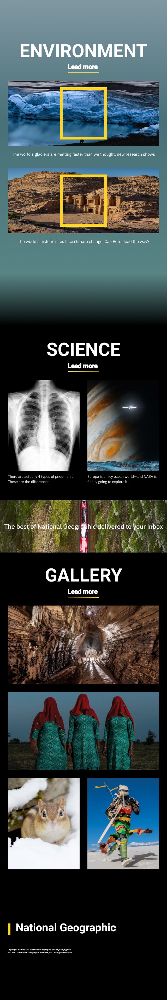 ENVIRONMENT
Lead more
The world's glaciers are melting faster than we thought, new research shows
The world's historic sites face climate change. Can Petra lead the way?
SCIENCE
Lead more
There are actually 4 types of pneumonia.
These are the differences.
Europa is an icy ocean world—and NASA is
finally going to explore it.
The best of National Geographic delivered to your inbox
GALLERY
Lead more
National Geographic
Copyright © 1996-2015 National Geographic SocietyCopyright ©
2015-2024 National Geographic Partners, LLC. All rights reserved